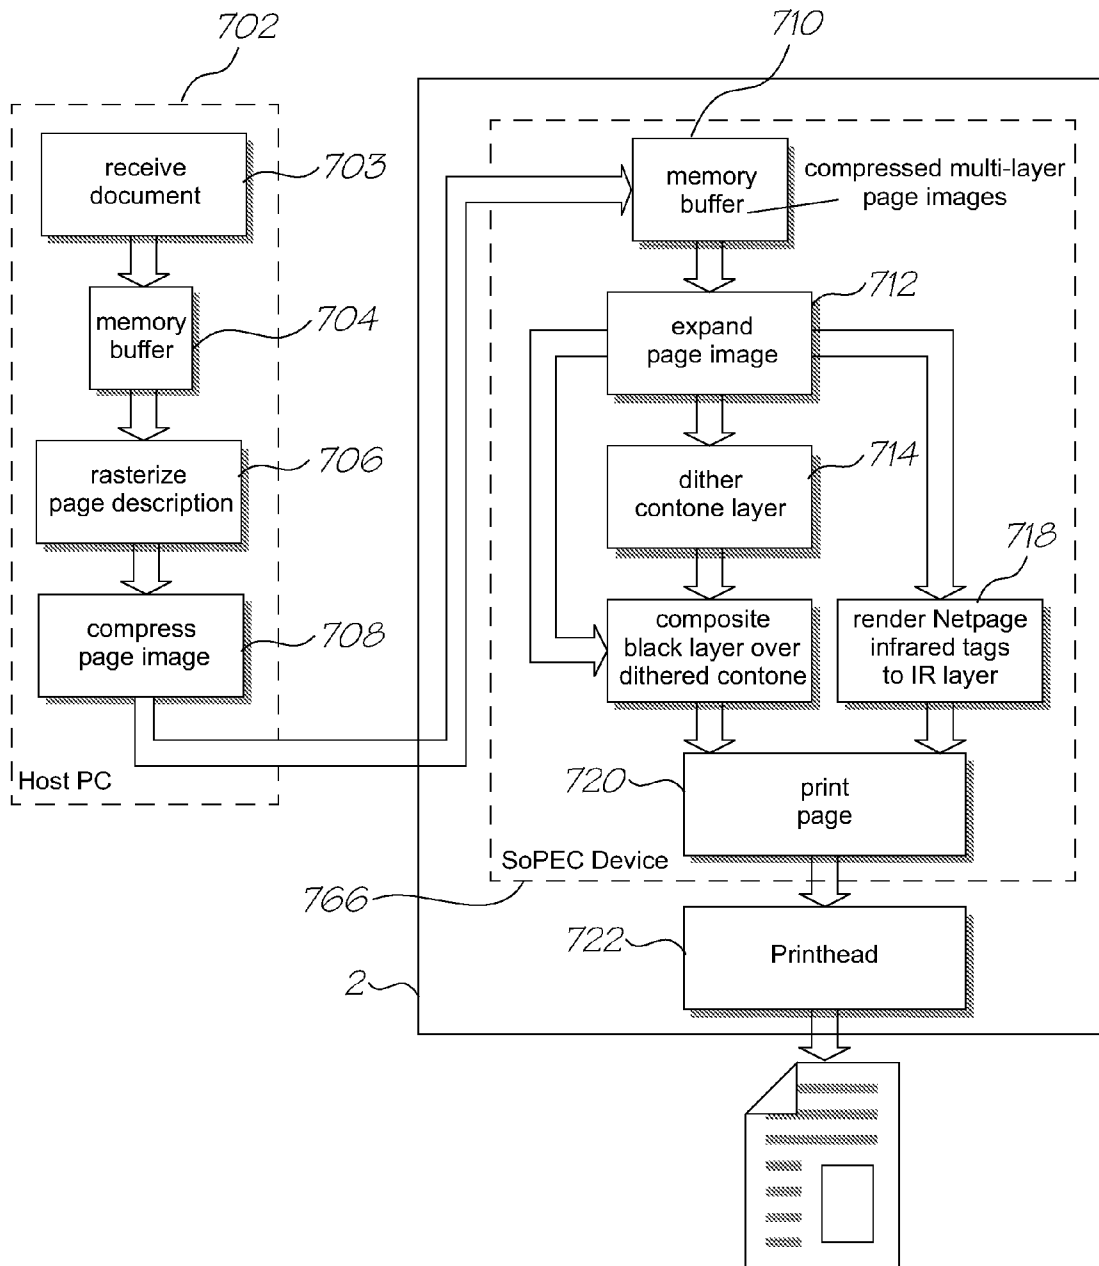 702
710
receive
document
703
memory
buffer
compressed multi-layer
page images
memory
buffer
704
expand
page image
712
rasterize
page description
706
dither
contone layer
714
compress
page image
708
composite
black layer over
dithered contone
718
render Netpage
infrared tags
to IR layer
Host PC
720
print
page
SoPEC Device
766
722
Printhead
2